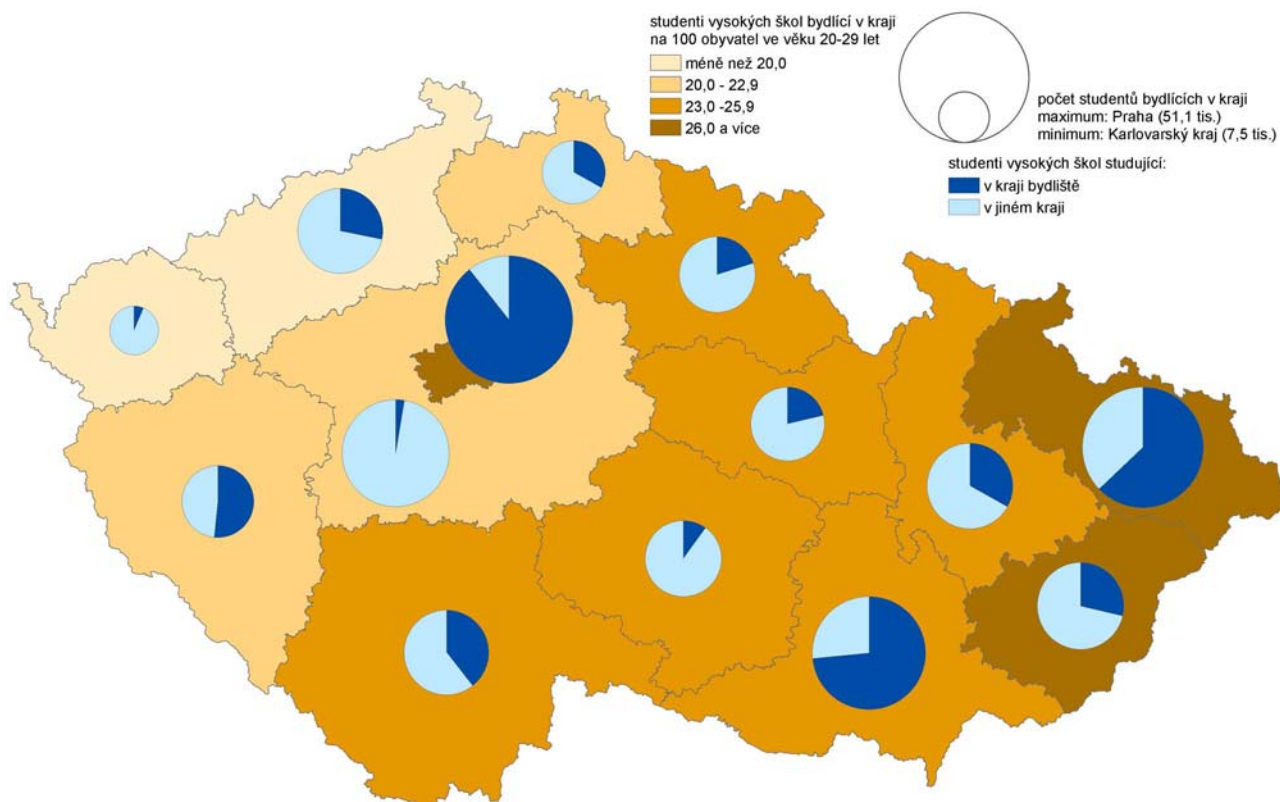 studenti vysokých škol bydlící v kraji
na 100 obyvatel ve věku 20-29 let
méně než 20,0
20,0 - 22,9
23,0 -25,9
26,0 a více
počet studentů bydlících v kraji
maximum: Praha (51,1 tis.)
minimum: Karlovarský kraj (7,5 tis.)
studenti vysokých škol studující:
v kraji bydliště
v jiném kraji